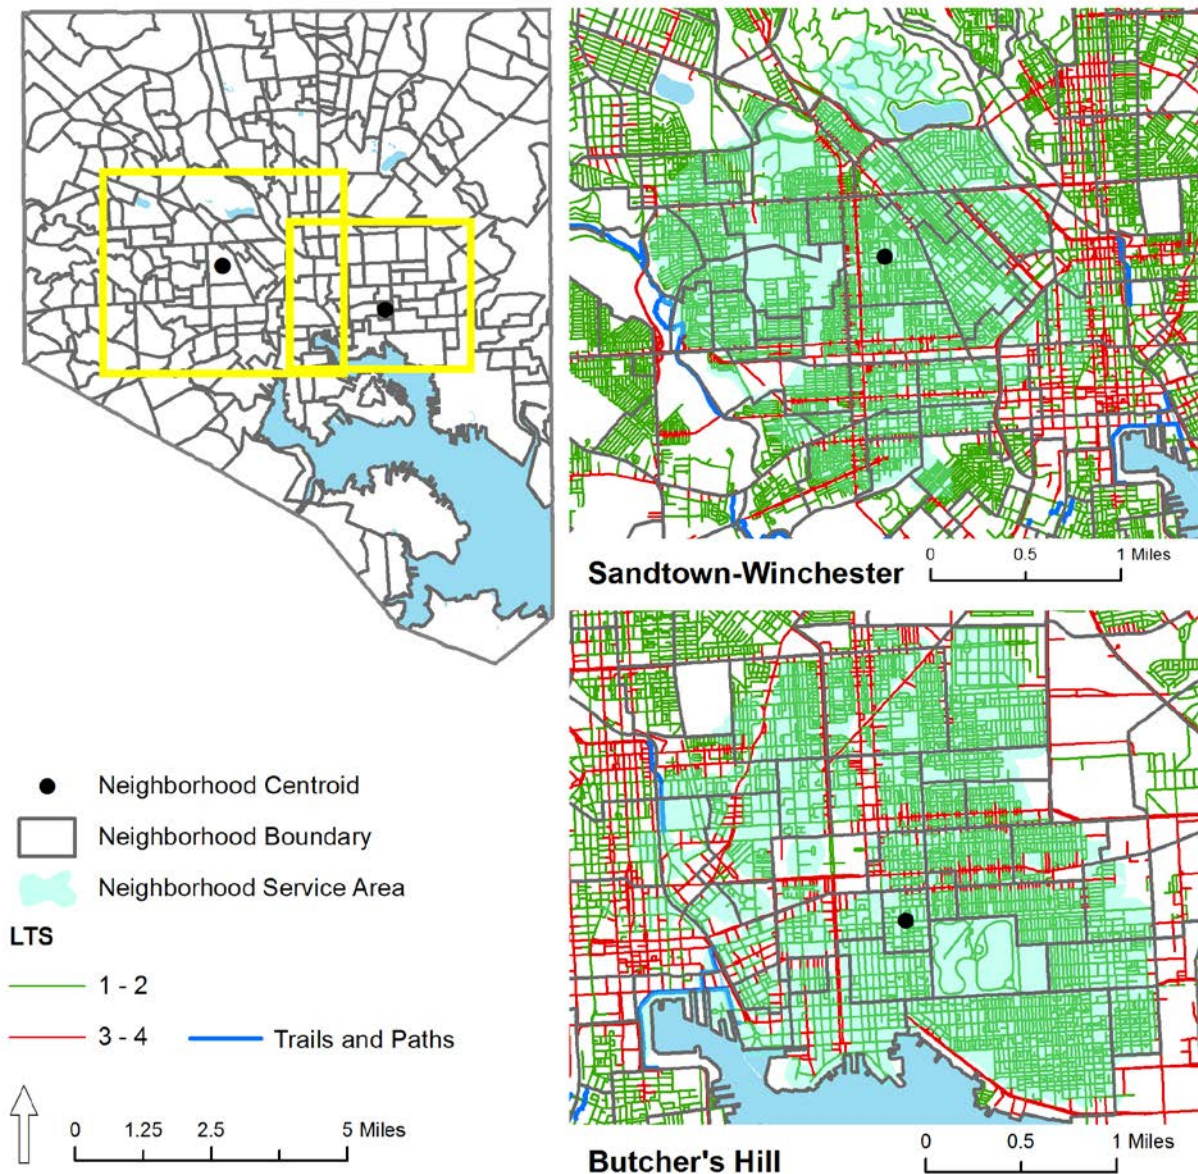 Sandtown-Winchester
0 0.5 1 Miles
Neighborhood Centroid
Neighborhood Boundary
Neighborhood Service Area
LTS
1 - 2
3 - 4 Trails and Paths
0 1.25 2.5 5 Miles
Butcher's Hill
0 0.5 1 Miles